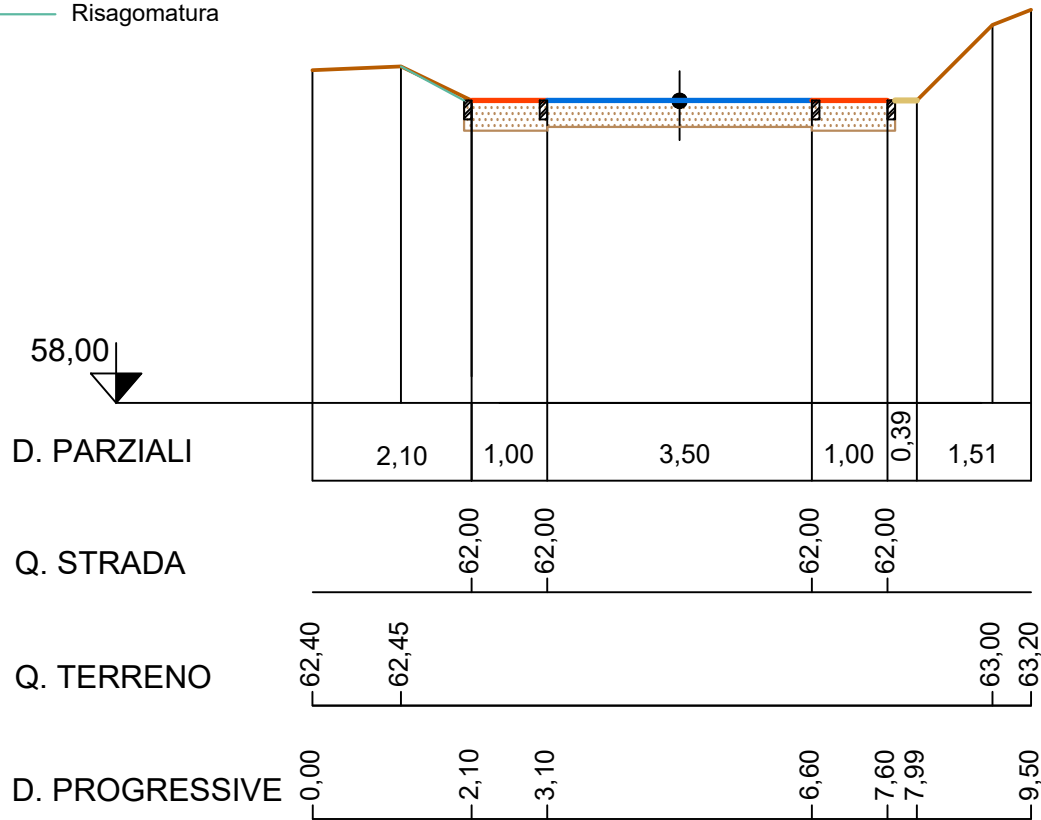 Risagomatura
58,00
D. PARZIALI 2,10 1,00 3,50 1,00 0,39 1,51
Q. STRADA 62,00 62,00 62,00 62,00
Q. TERRENO 62,40 62,45 63,00 63,20
D. PROGRESSIVE 0,00 2,10 3,10 6,60 7,60 7,99 9,50